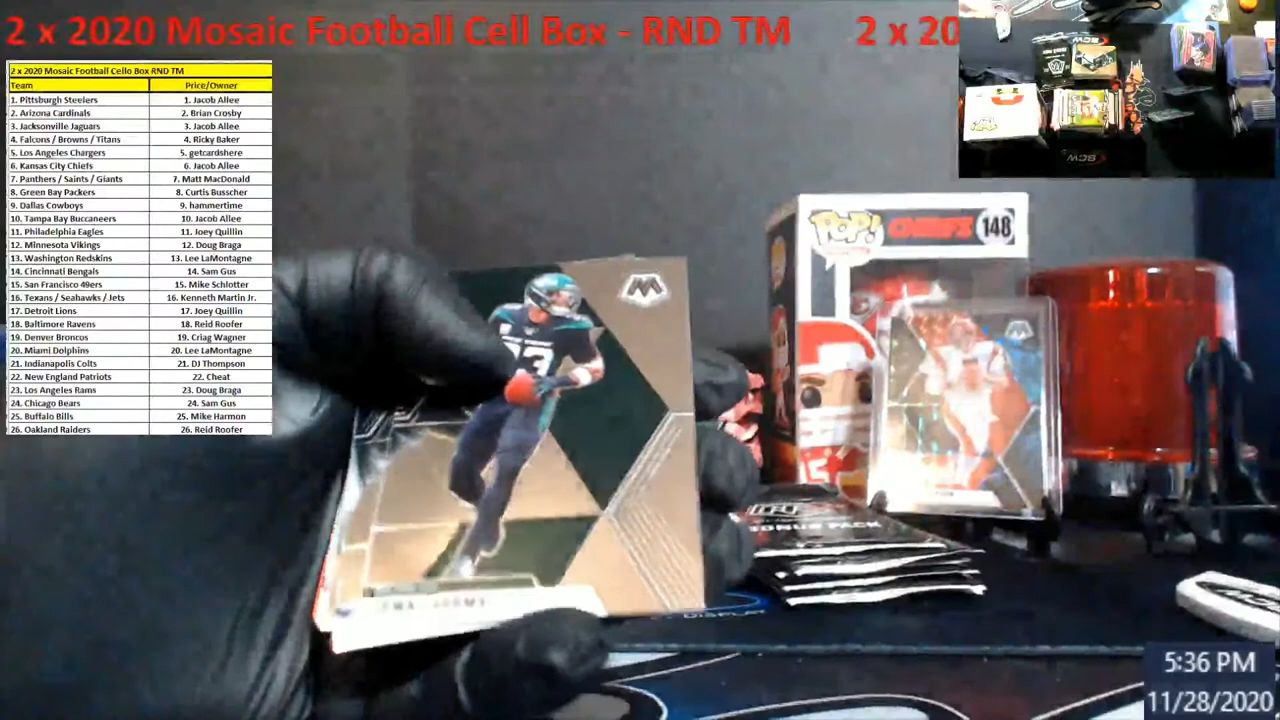 2 x 2020 Mosaic Football Cell Box - RND TM 2 x 20
2 x 2020 Mosaic Football Cello Box RND TM
Team Price/Owner
1. Pittsburgh Steelers 1. Jacob Allee
2. Arizona Cardinals 2. Brian Crosby
3. Jacksonville Jaguars 3. Jacob Allee
4. Falcons / Browns / Titans 4. Ricky Baker
5. Los Angeles Chargers 5. getcardshere
6. Kansas City Chiefs 6. Jacob Allee
7. Panthers / Saints / Giants 7. Matt MacDonald
8. Green Bay Packers 8. Curtis Busscher
9. Dallas Cowboys 9. hammertime
10. Tampa Bay Buccaneers 10. Jacob Allee
11. Philadelphia Eagles 11. Joey Quillin
12. Minnesota Vikings 12. Doug Braga
13. Washington Redskins 13. Lee LaMontagne
14. Cincinnati Bengals 14. Sam Gus
15. San Francisco 49ers 15. Mike Schlotter
16. Texans / Seahawks / Jets 16. Kenneth Martin Jr.
17. Detroit Lions 17. Joey Quillin
18. Baltimore Ravens 18. Reid Roofer
19. Denver Broncos 19. Criag Wagner
20. Miami Dolphins 20. Lee LaMontagne
21. Indianapolis Colts 21. DJ Thompson
22. New England Patriots 22. Cheat
23. Los Angeles Rams 23. Doug Braga
24. Chicago Bears 24. Sam Gus
25. Buffalo Bills 25. Mike Harmon
26. Oakland Raiders 26. Reid Roofer
POP! CHIEFS 148
BONUS PACK
DISPLAY
BCW
BCW
15
5:36 PM
11/28/2020